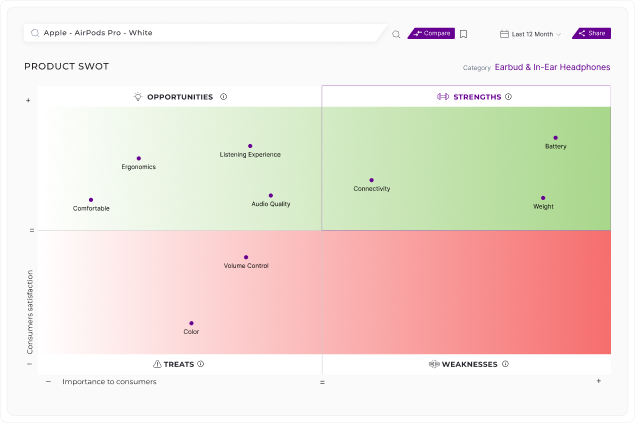 Apple - AirPods Pro - White
Compare
Last 12 Month
Share
PRODUCT SWOT
Category Earbud & In-Ear Headphones
+
OPPORTUNITIES
STRENGTHS
Battery
Listening Experience
Ergonomics
Connectivity
Comfortable
Audio Quality
Weight
=
Volume Control
Color
Consumers satisfaction
−
TREATS
WEAKNESSES
− Importance to consumers = +